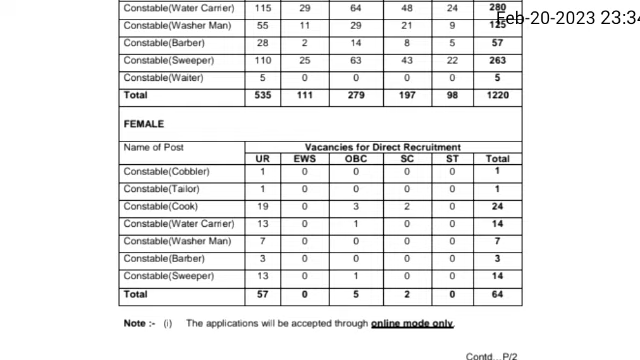 Constable(Water Carrier) 115 29 64 48 24 280
Feb-20-2023 23:34
Constable(Washer Man) 55 11 29 21 9 125
Constable(Barber) 28 2 14 8 5 57
Constable(Sweeper) 110 25 63 43 22 263
Constable(Waiter) 5 0 0 0 0 5
Total 535 111 279 197 98 1220
FEMALE
Name of Post Vacancies for Direct Recruitment
UR EWS OBC SC ST Total
Constable(Cobbler) 1 0 0 0 0 1
Constable(Tailor) 1 0 0 0 0 1
Constable(Cook) 19 0 3 2 0 24
Constable(Water Carrier) 13 0 1 0 0 14
Constable(Washer Man) 7 0 0 0 0 7
Constable(Barber) 3 0 0 0 0 3
Constable(Sweeper) 13 0 1 0 0 14
Total 57 0 5 2 0 64
Note :- (i) The applications will be accepted through online mode only.
Contd...P/2